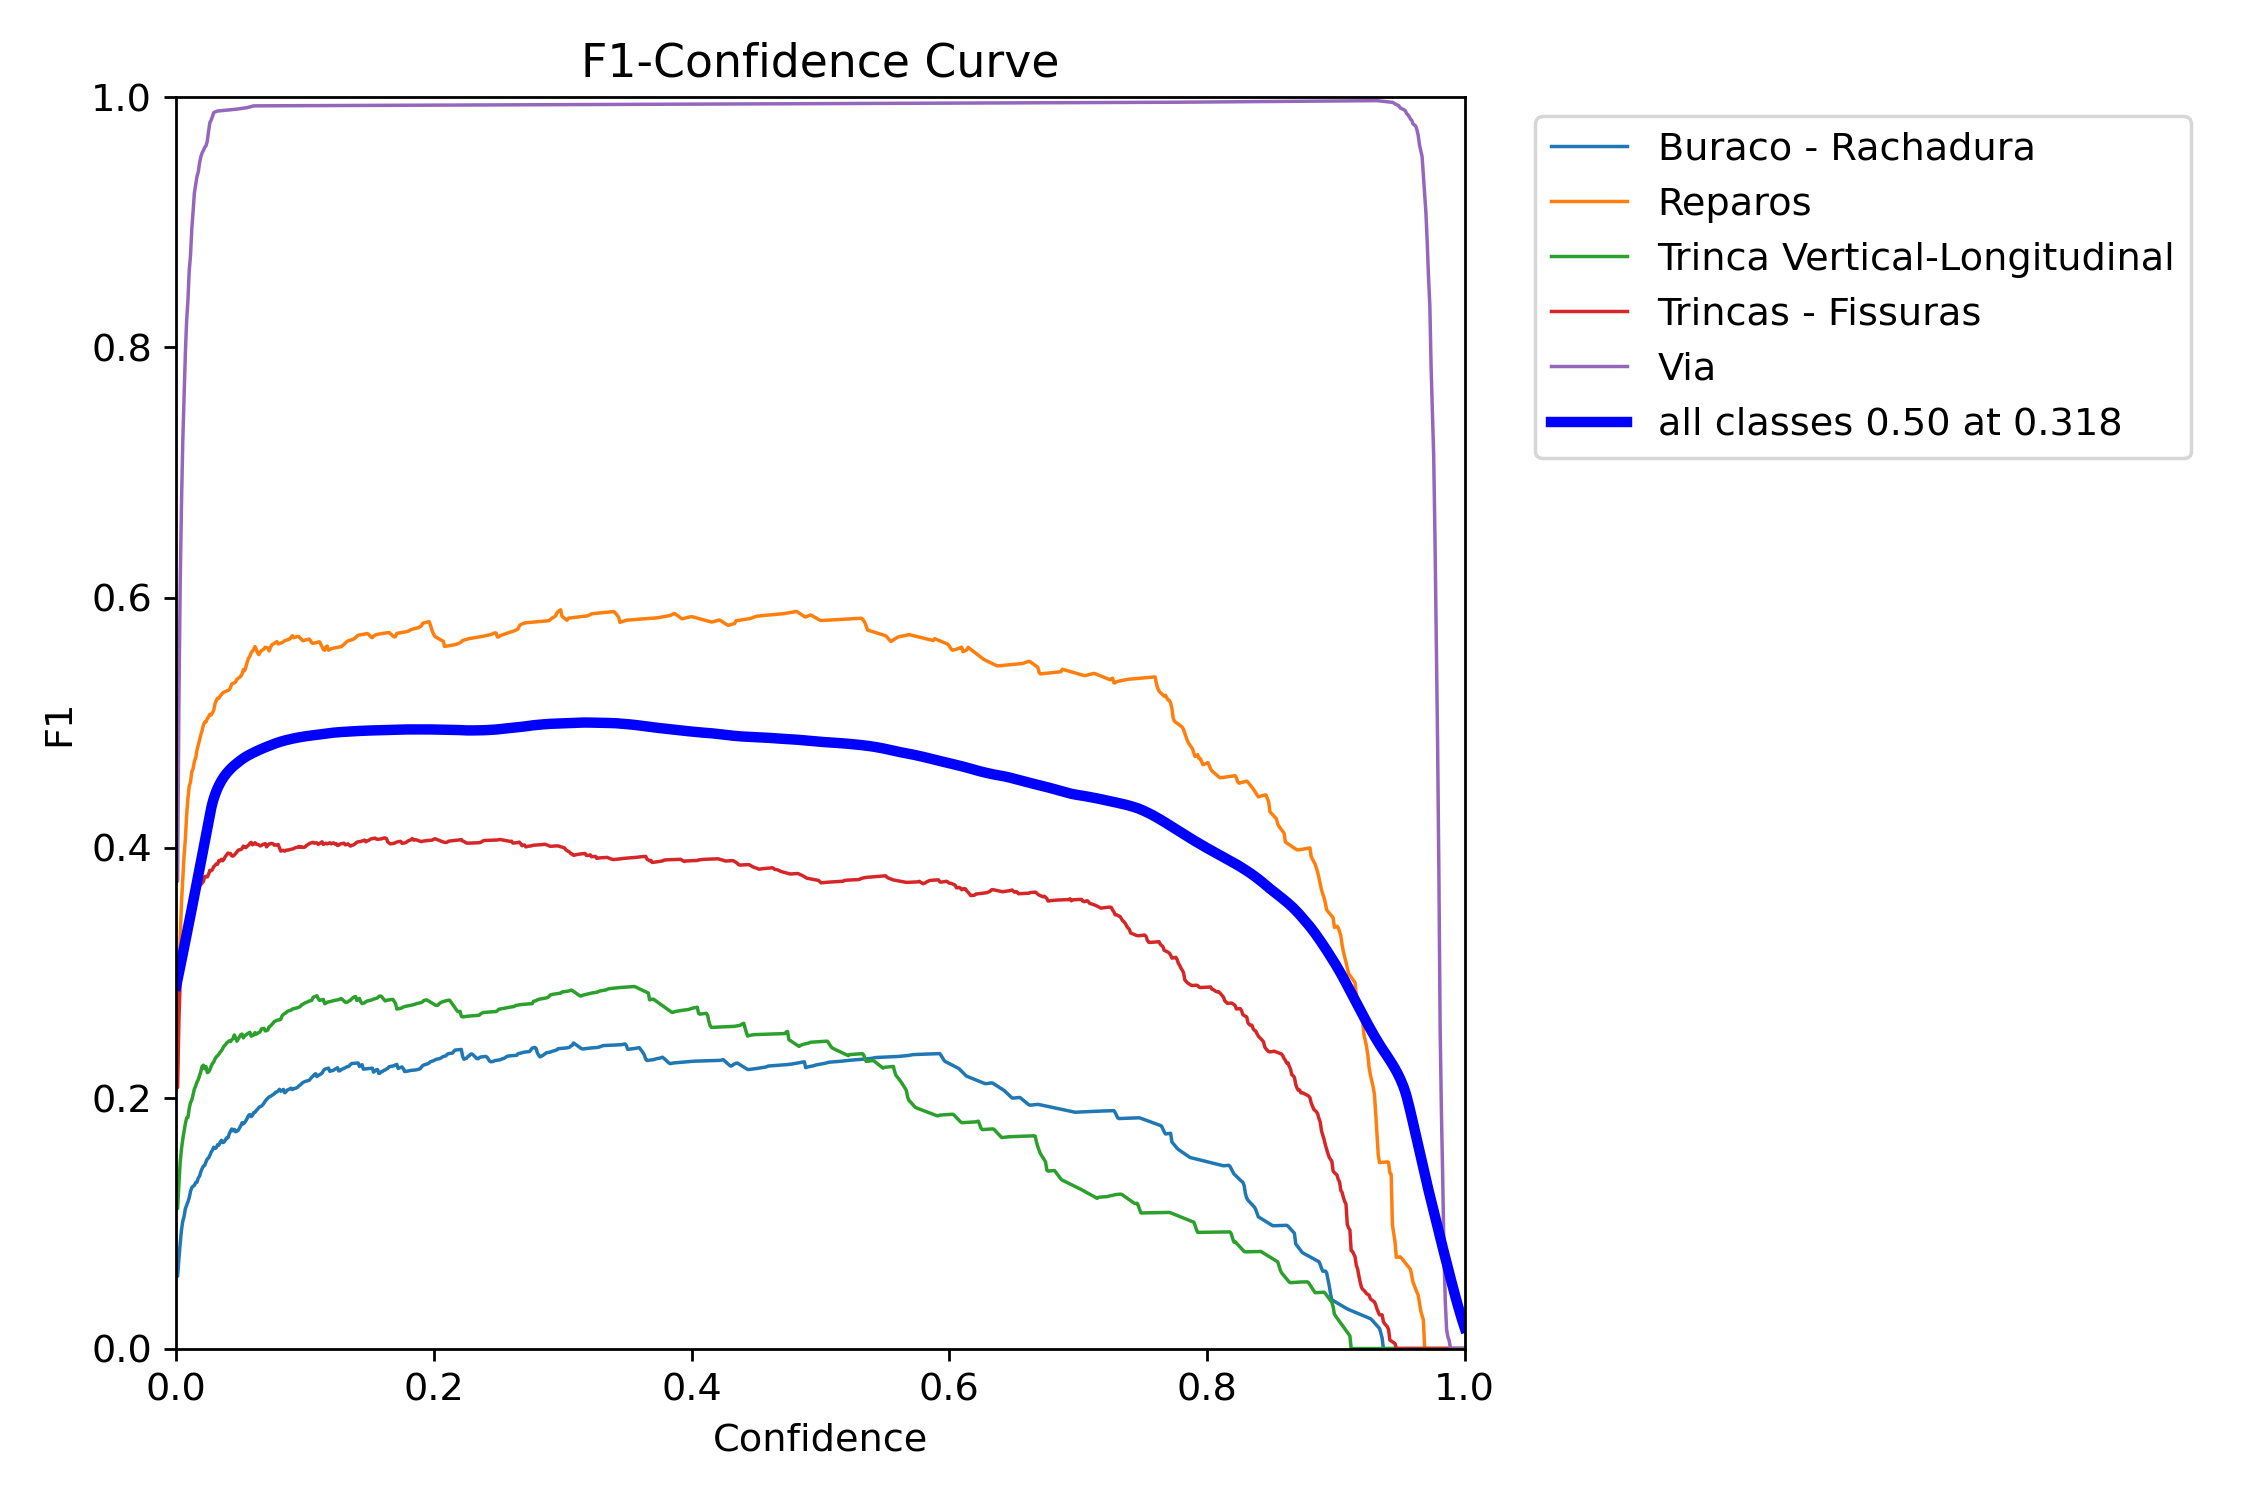 F1-Confidence Curve
1.0
0.8
0.6
0.4
0.2
0.0
F1
0.0 0.2 0.4 0.6 0.8 1.0
Confidence
Buraco - Rachadura
Reparos
Trinca Vertical-Longitudinal
Trincas - Fissuras
Via
all classes 0.50 at 0.318